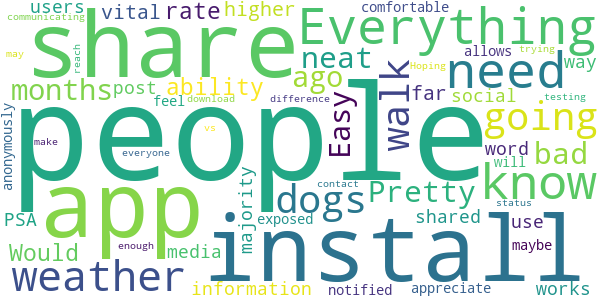 users vital rate higher comfortable
communicating
share Everything
may reach neat need allows trying way
Hoping
months post ability ago walk far social
anonymously feel download difference Easy going testing
people
vs word bad
make everyone will know
app install dogs Pretty
majority contact status
PSA exposed shared use
Would media enough maybe
weather information notified appreciate works